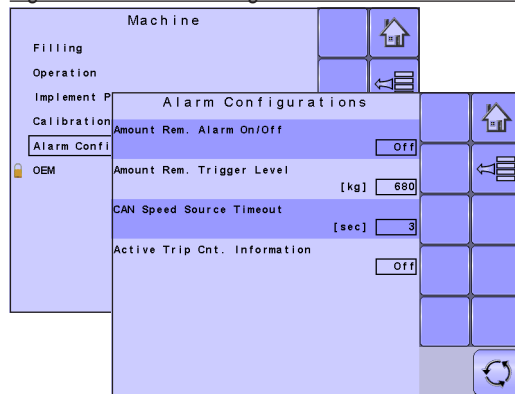 Machine
Filling
Operation
Implement P
Calibration
Alarm Confi
OEM
Alarm Configurations
Amount Rem. Alarm On/Off
Off
Amount Rem. Trigger Level
[kg] 680
CAN Speed Source Timeout
[sec] 3
Active Trip Cnt. Information
Off